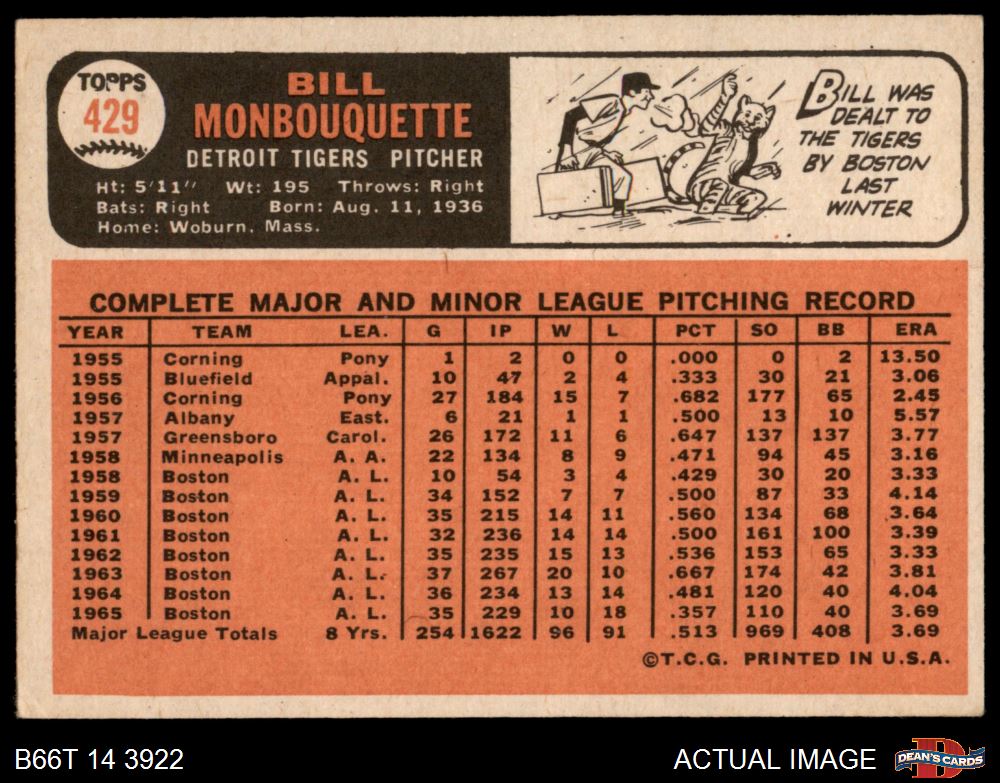 TOPPS
429
BILL
MONBOUQUETTE
DETROIT TIGERS PITCHER
Ht: 5'11" Wt: 195 Throws: Right
Bats: Right Born: Aug. 11, 1936
Home: Woburn, Mass.
BILL WAS
DEALT TO
THE TIGERS
BY BOSTON
LAST
WINTER
COMPLETE MAJOR AND MINOR LEAGUE PITCHING RECORD
YEAR TEAM LEA. G IP W L PCT SO BB ERA
1955 Corning Pony 1 2 0 0 .000 0 2 13.50
1955 Bluefield Appal. 10 47 2 4 .333 30 21 3.06
1956 Corning Pony 27 184 15 7 .682 177 65 2.45
1957 Albany East. 6 21 1 1 .500 13 10 5.57
1957 Greensboro Carol. 26 172 11 6 .647 137 137 3.77
1958 Minneapolis A. A. 22 134 8 9 .471 94 45 3.16
1958 Boston A. L. 10 54 3 4 .429 30 20 3.33
1959 Boston A. L. 34 152 7 7 .500 87 33 4.14
1960 Boston A. L. 35 215 14 11 .560 134 68 3.64
1961 Boston A. L. 32 236 14 14 .500 161 100 3.39
1962 Boston A. L. 35 235 15 13 .536 153 65 3.33
1963 Boston A. L. 37 267 20 10 .667 174 42 3.81
1964 Boston A. L. 36 234 13 14 .481 120 40 4.04
1965 Boston A. L. 35 229 10 18 .357 110 40 3.69
Major League Totals 8 Yrs. 254 1622 96 91 .513 969 408 3.69
©T.C.G. PRINTED IN U.S.A.
B66T 14 3922
ACTUAL IMAGE
DEAN'S CARDS